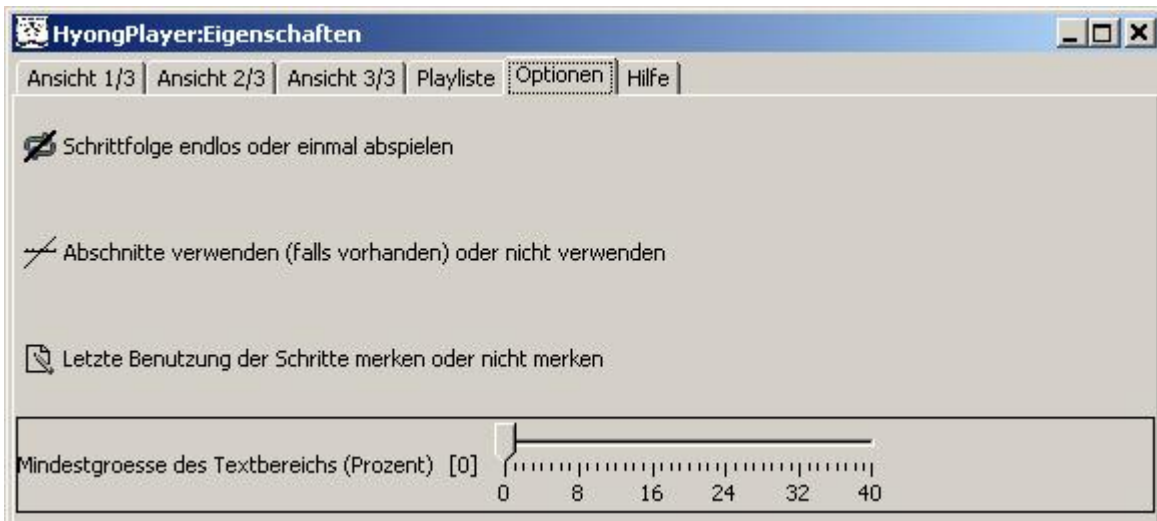 HyongPlayer:Eigenschaften
Ansicht 1/3 Ansicht 2/3 Ansicht 3/3 Playliste Optionen Hilfe
Schrittfolge endlos oder einmal abspielen
Abschnitte verwenden (falls vorhanden) oder nicht verwenden
Letzte Benutzung der Schritte merken oder nicht merken
Mindestgroesse des Textbereichs (Prozent) [0]
0 8 16 24 32 40